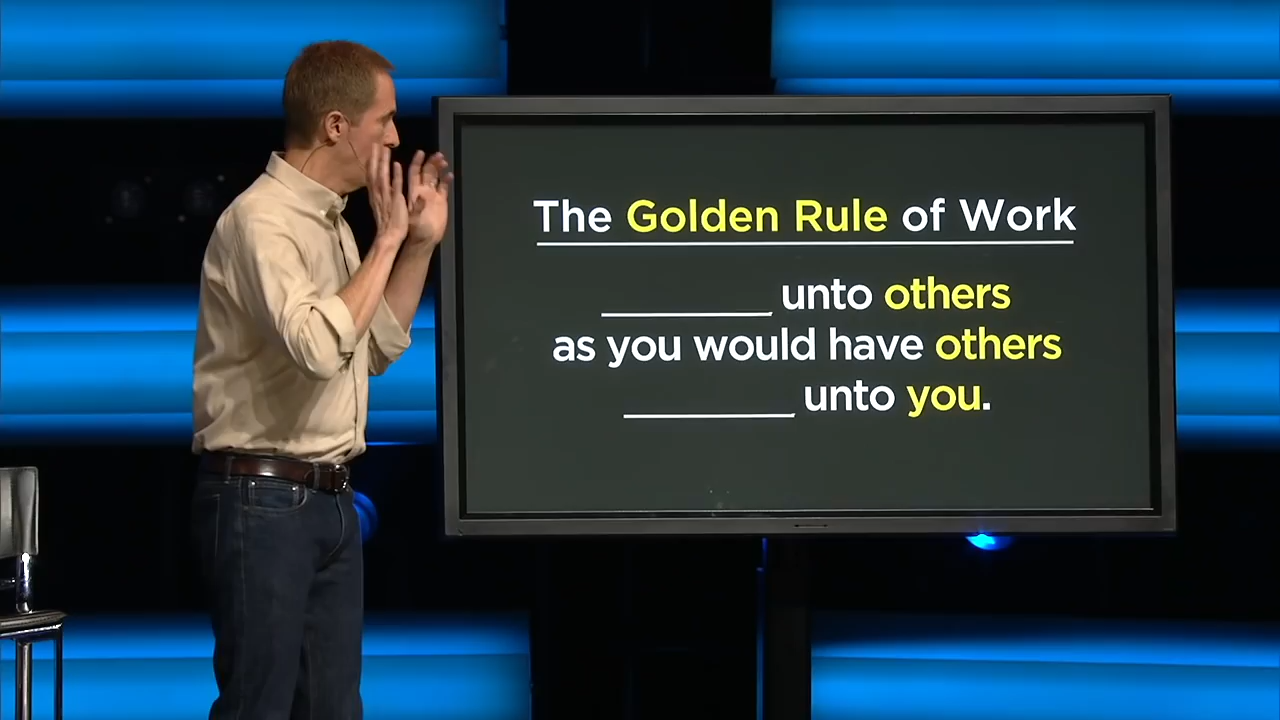 The Golden Rule of Work
________ unto others
as you would have others
________ unto you.